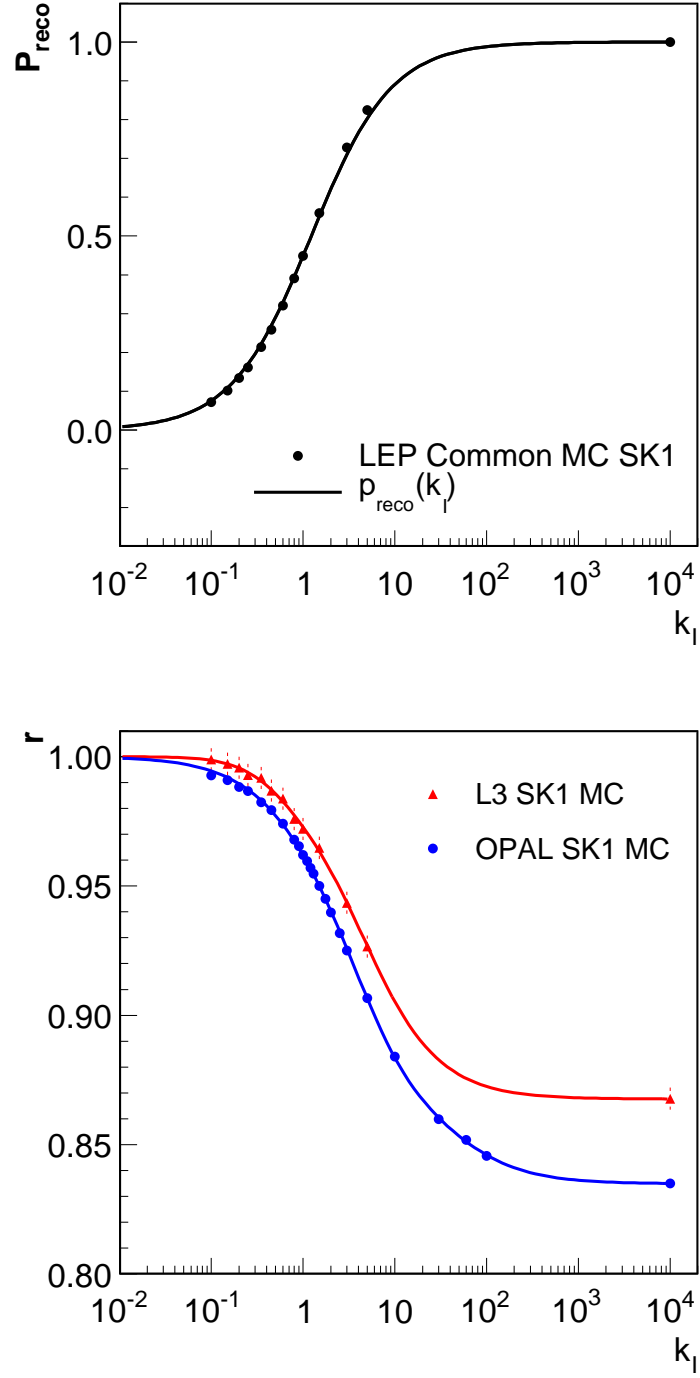 P_reco
1.0
0.5
0.0
LEP Common MC SK1
p_reco(k_I)
10^-2 10^-1 1 10 10^2 10^3 10^4
k_I
r
1.00
0.95
0.90
0.85
0.80
L3 SK1 MC
OPAL SK1 MC
10^-2 10^-1 1 10 10^2 10^3 10^4
k_I